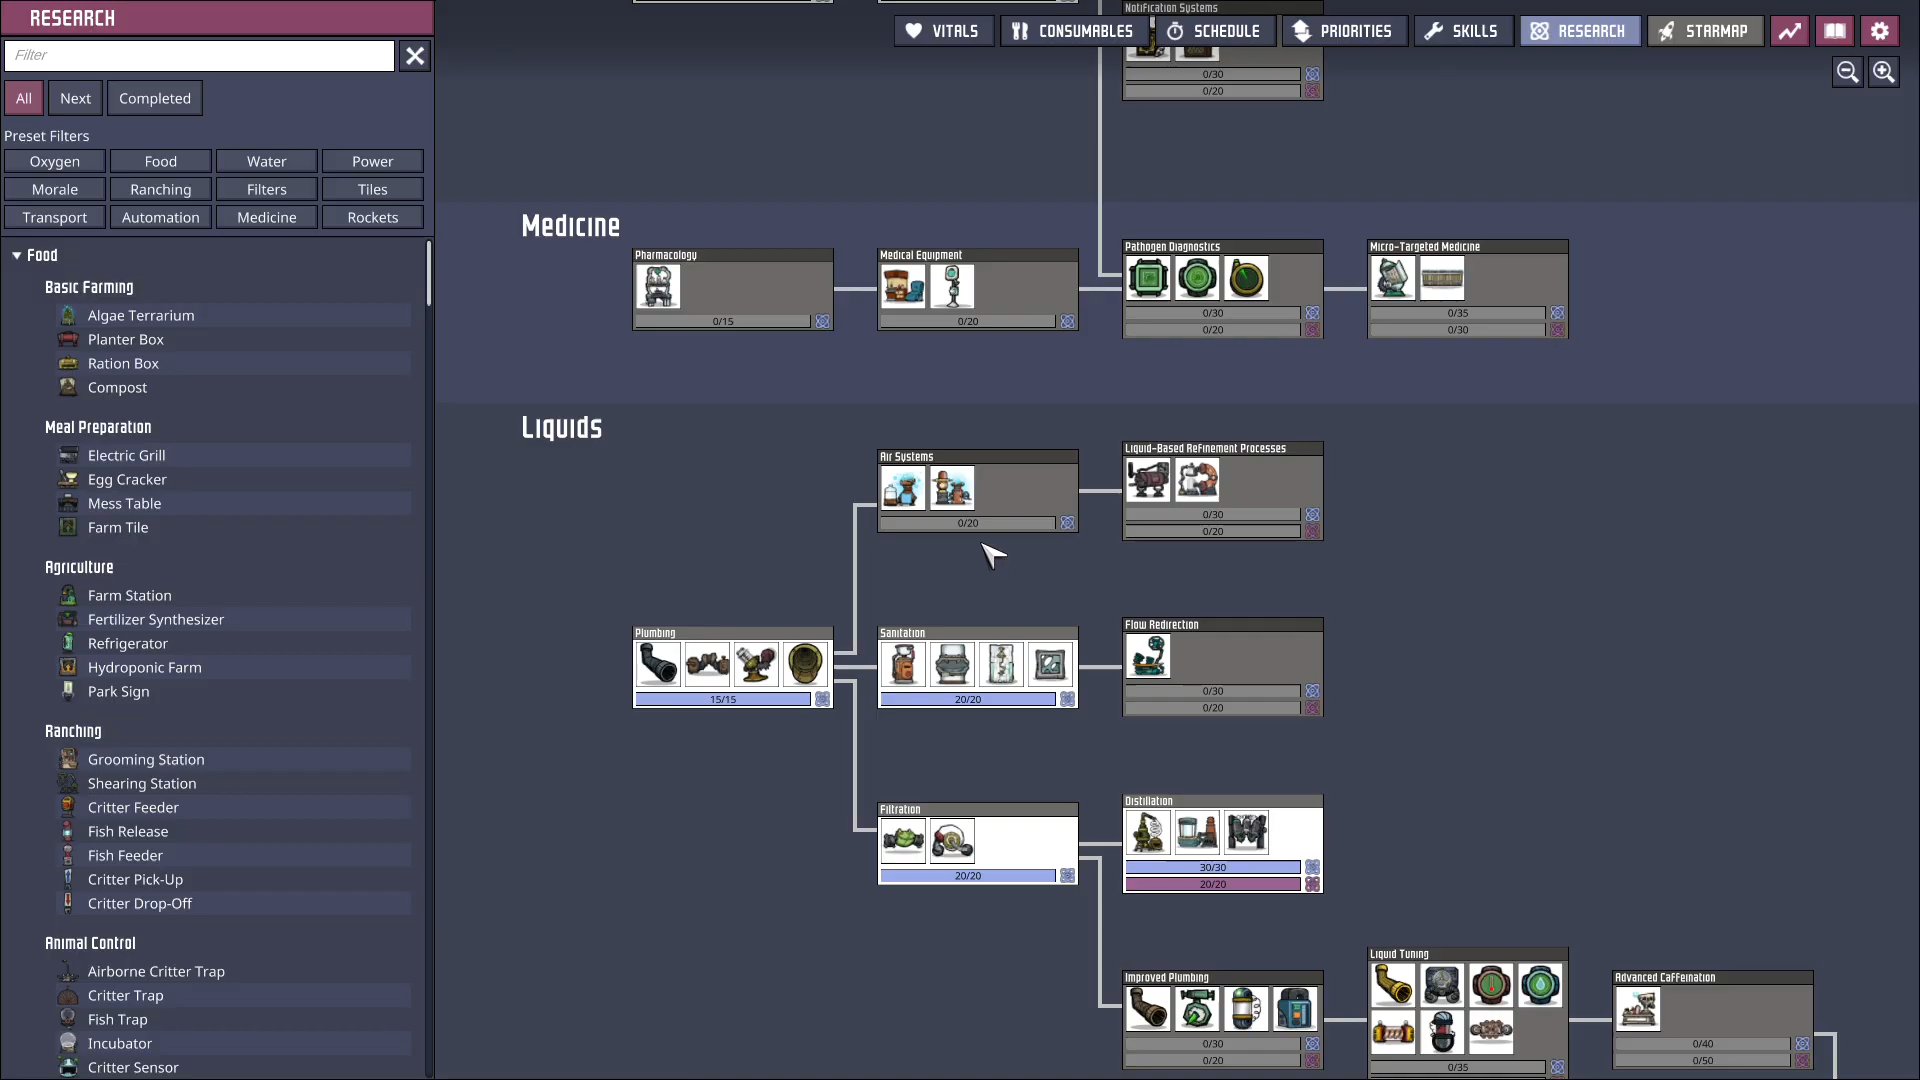 RESEARCH
Filter
All
Next
Completed
Preset Filters
Oxygen
Food
Water
Power
Morale
Ranching
Filters
Tiles
Transport
Automation
Medicine
Rockets
Food
Basic Farming
Algae Terrarium
Planter Box
Ration Box
Compost
Meal Preparation
Electric Grill
Egg Cracker
Mess Table
Farm Tile
Agriculture
Farm Station
Fertilizer Synthesizer
Refrigerator
Hydroponic Farm
Park Sign
Ranching
Grooming Station
Shearing Station
Critter Feeder
Fish Release
Fish Feeder
Critter Pick-Up
Critter Drop-Off
Animal Control
Airborne Critter Trap
Critter Trap
Fish Trap
Incubator
Critter Sensor
VITALS
CONSUMABLES
SCHEDULE
PRIORITIES
SKILLS
RESEARCH
STARMAP
Notification Systems
0/30
0/20
Medicine
Pharmacology
0/15
Medical Equipment
0/20
Pathogen Diagnostics
0/30
0/20
Micro-Targeted Medicine
0/35
0/30
Liquids
Air Systems
0/20
Liquid-Based Refinement Processes
0/30
0/20
Plumbing
15/15
Sanitation
20/20
Flow Redirection
0/30
0/20
Filtration
20/20
Distillation
30/30
20/20
Improved Plumbing
0/30
0/20
Liquid Tuning
0/35
Advanced Caffeination
0/40
0/50